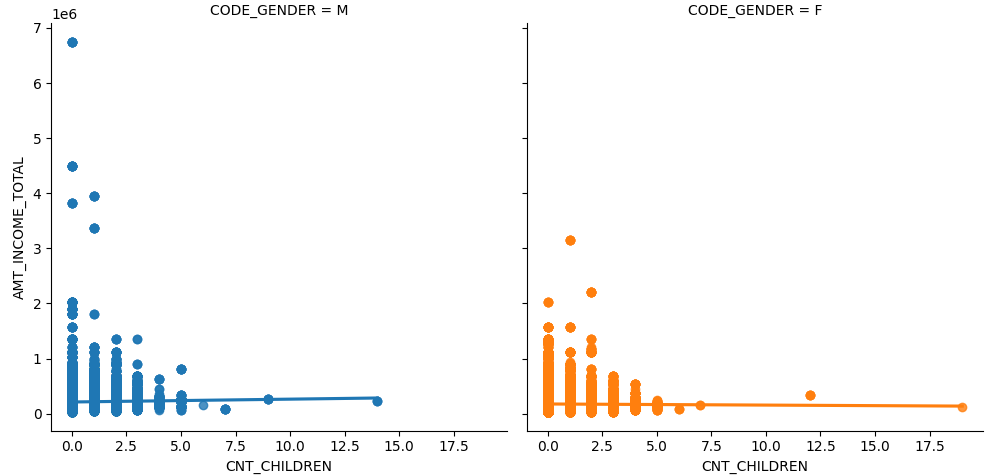 CODE_GENDER = M
CODE_GENDER = F
1e6
7
6
5
4
3
2
1
0
AMT_INCOME_TOTAL
0.0 2.5 5.0 7.5 10.0 12.5 15.0 17.5
0.0 2.5 5.0 7.5 10.0 12.5 15.0 17.5
CNT_CHILDREN
CNT_CHILDREN